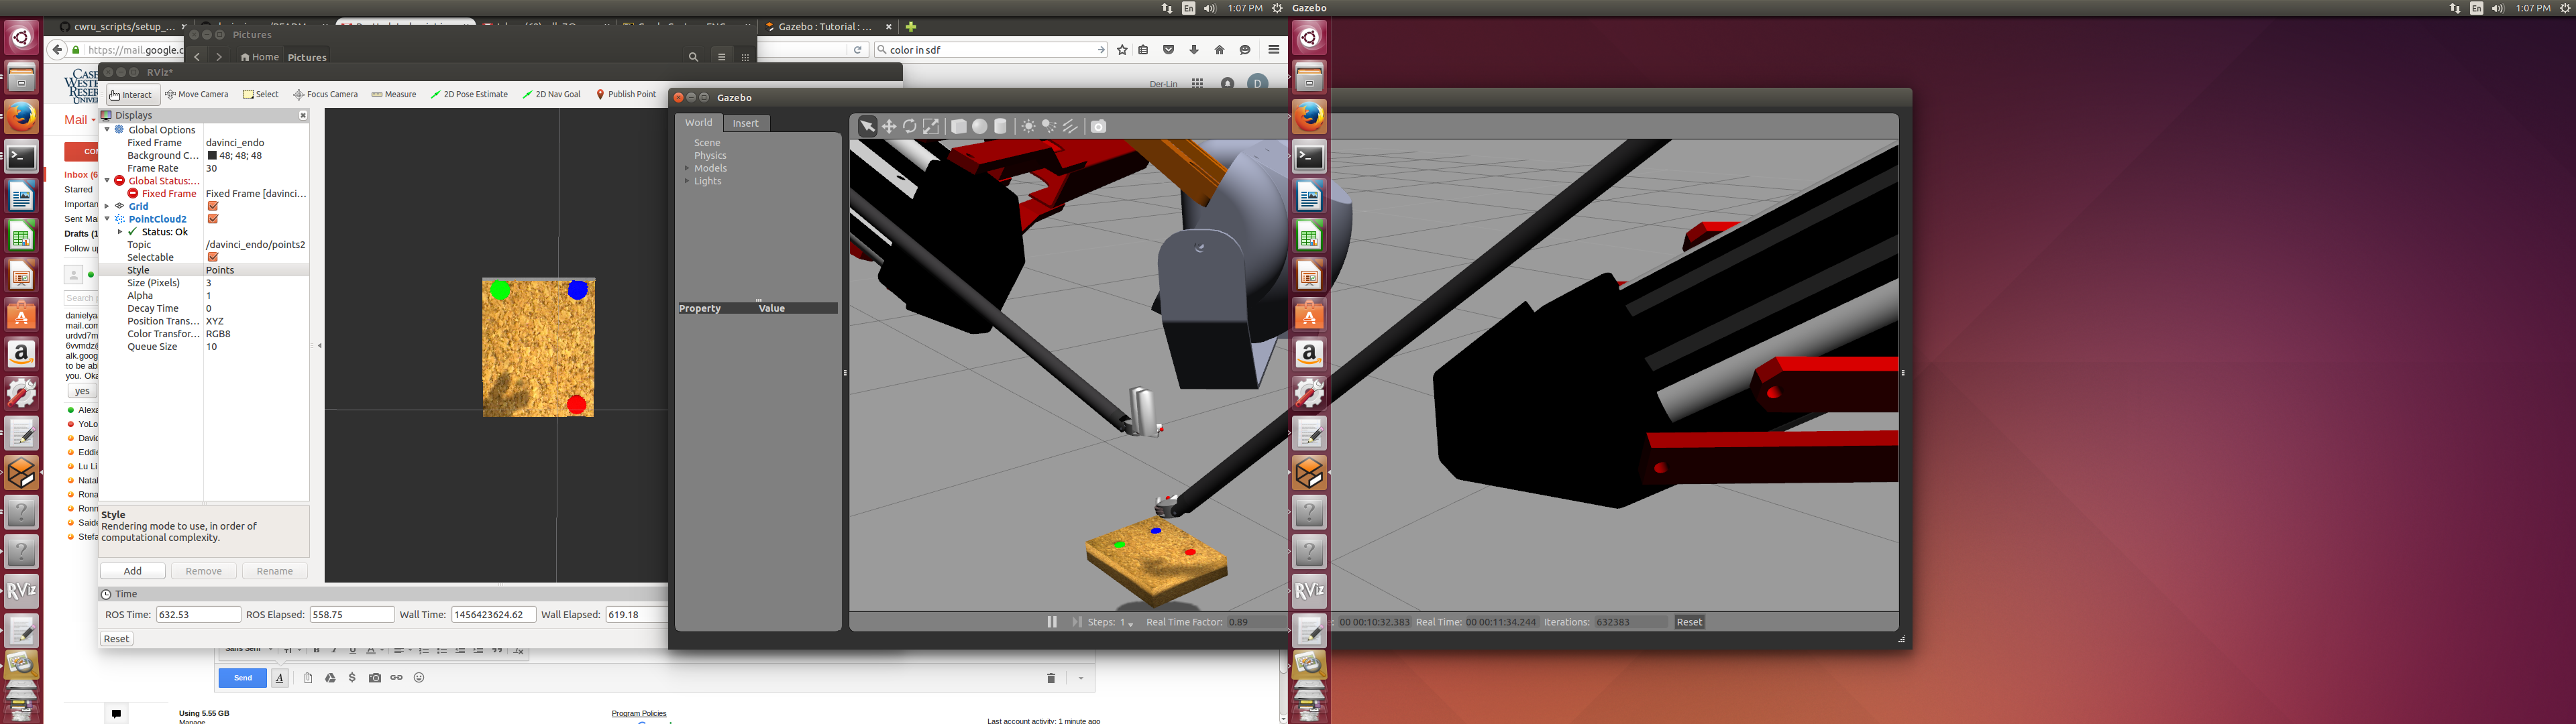 En
1:07 PM
Gazebo
En
1:07 PM
cwru_scripts/setup_...
Gazebo : Tutorial : ...
https://mail.google.c
color in sdf
Pictures
Home
Pictures
CASE
WESTERN
RESER
UNIV
Der-Lin
D
Mail
Inbox (6
Starred
Importan
Sent Ma
Drafts (1
Follow up
danielya
mail.com
urdvd7m
6vvmdz
alk.goog
to be ab
you. Oka
yes
Alexa
YoLo
David
Eddie
Lu Li
Natal
Rona
Ronn
Saide
Stefa
RViz*
Interact
Move Camera
Select
Focus Camera
Measure
2D Pose Estimate
2D Nav Goal
Publish Point
Displays
Global Options
Fixed Frame davinci_endo
Background C... 48; 48; 48
Frame Rate 30
Global Status:...
Fixed Frame Fixed Frame [davinci...
Grid
PointCloud2
Status: Ok
Topic /davinci_endo/points2
Selectable
Style Points
Size (Pixels) 3
Alpha 1
Decay Time 0
Position Trans... XYZ
Color Transfor... RGB8
Queue Size 10
Style
Rendering mode to use, in order of
computational complexity.
Add
Remove
Rename
Time
ROS Time: 632.53 ROS Elapsed: 558.75 Wall Time: 1456423624.62 Wall Elapsed: 619.18
Reset
Gazebo
World
Insert
Scene
Physics
Models
Lights
Property Value
Steps: 1 Real Time Factor: 0.89 : 00 00:10:32.383 Real Time: 00 00:11:34.244 Iterations: 632383 Reset
RViz
RViz
Send
Using 5.55 GB
Manage
Program Policies
Last account activity: 1 minute ago